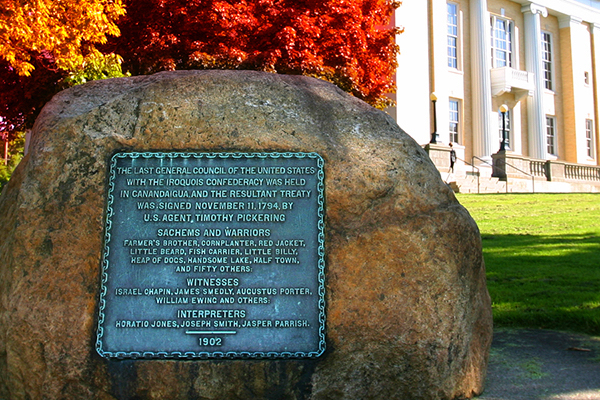 THE LAST GENERAL COUNCIL OF THE UNITED STATES
WITH THE IROQUOIS CONFEDERACY WAS HELD
IN CANANDAIGUA, AND THE RESULTANT TREATY
WAS SIGNED NOVEMBER 11, 1794, BY
U.S. AGENT, TIMOTHY PICKERING
SACHEMS AND WARRIORS
FARMER'S BROTHER, CORNPLANTER, RED JACKET,
LITTLE BEARD, FISH CARRIER, LITTLE BILLY,
HEAP OF DOGS, HANDSOME LAKE, HALF TOWN,
AND FIFTY OTHERS.
WITNESSES
ISRAEL CHAPIN, JAMES SMEDLY, AUGUSTUS PORTER,
WILLIAM EWING AND OTHERS.
INTERPRETERS
HORATIO JONES, JOSEPH SMITH, JASPER PARRISH.
1902